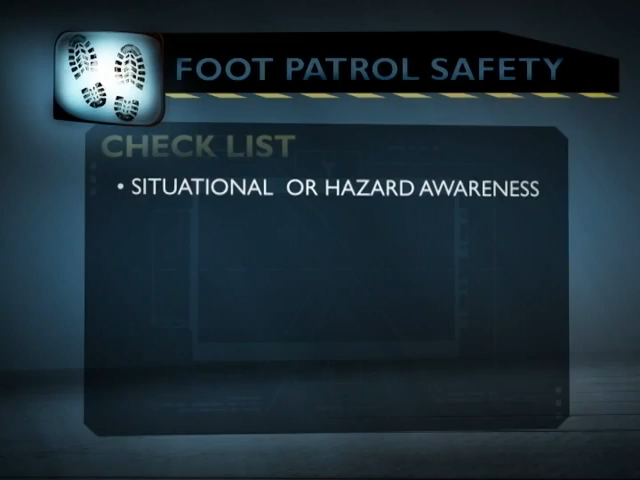 FOOT PATROL SAFETY
CHECK LIST
• SITUATIONAL OR HAZARD AWARENESS